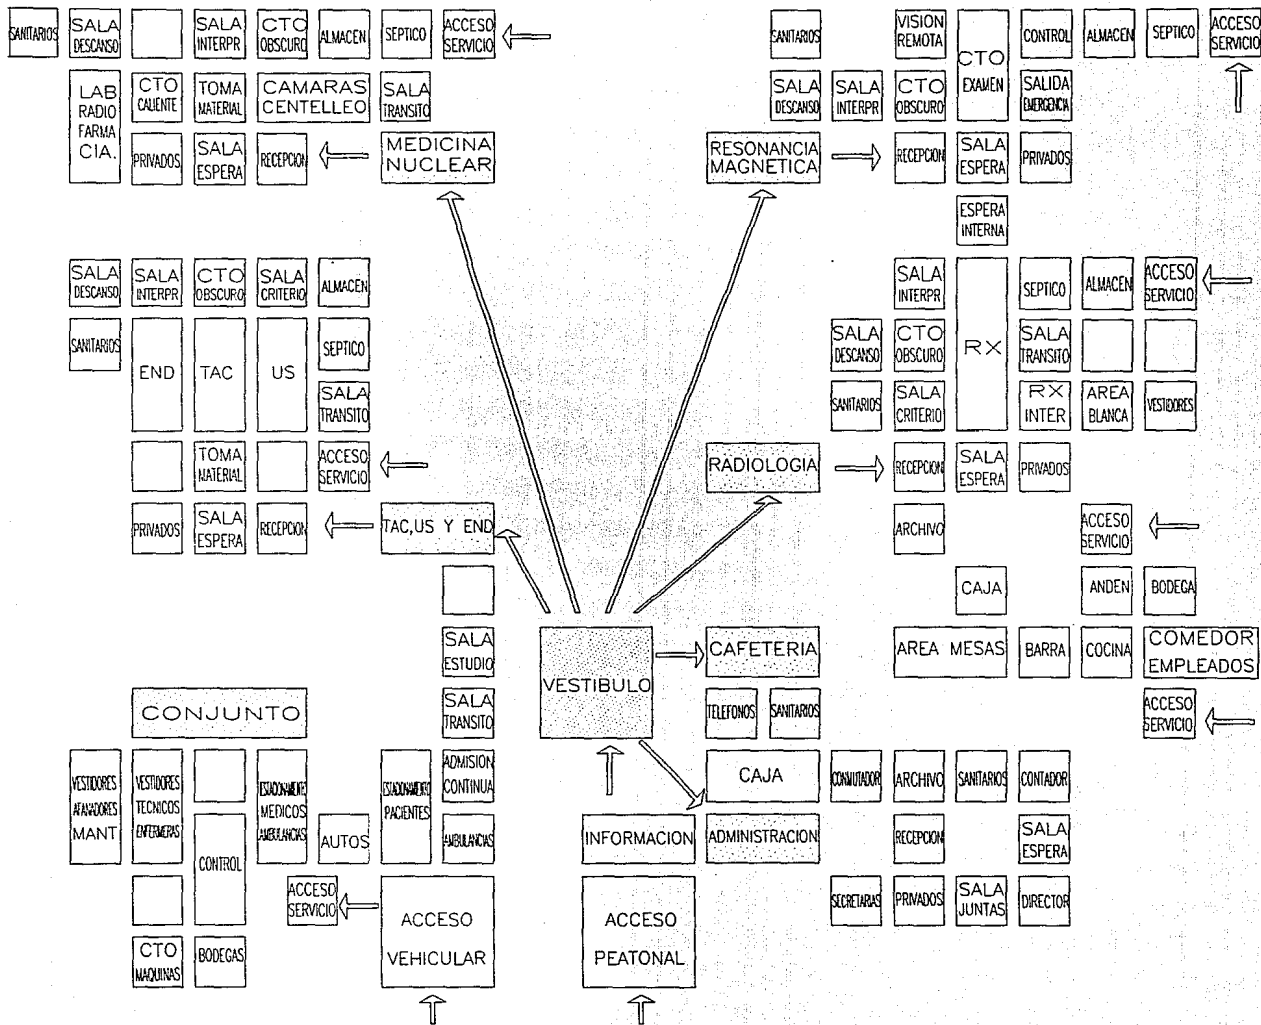 SANITARIOS
SALA
DESCANSO
SALA
INTERPR
CTO
OBSCURO
ALMACEN
SEPTICO
ACCESO
SERVICIO
LAB
RADIO
FARMA
CIA.
CTO
CALIENTE
TOMA
MATERIAL
CAMARAS
CENTELLEO
SALA
TRANSITO
PRIVADOS
SALA
ESPERA
RECEPCION
MEDICINA
NUCLEAR
SANITARIOS
VISION
REMOTA
CTO
EXAMEN
CONTROL
ALMACEN
SEPTICO
ACCESO
SERVICIO
SALA
DESCANSO
SALA
INTERPR
CTO
OBSCURO
SALIDA
EMERGENCIA
RESONANCIA
MAGNETICA
RECEPCION
SALA
ESPERA
PRIVADOS
ESPERA
INTERNA
SALA
DESCANSO
SALA
INTERPR
CTO
OBSCURO
SALA
CRITERIO
ALMACEN
SANITARIOS
END
TAC
US
SEPTICO
SALA
TRANSITO
TOMA
MATERIAL
ACCESO
SERVICIO
PRIVADOS
SALA
ESPERA
RECEPCION
TAC,US Y END
SALA
INTERPR
RX
SEPTICO
ALMACEN
ACCESO
SERVICIO
SALA
DESCANSO
CTO
OBSCURO
SALA
TRANSITO
SANITARIOS
SALA
CRITERIO
RX
INTER
AREA
BLANCA
VESTIDORES
RADIOLOGIA
RECEPCION
SALA
ESPERA
PRIVADOS
ARCHIVO
ACCESO
SERVICIO
CAJA
ANDEN
BODEGA
SALA
ESTUDIO
SALA
TRANSITO
VESTIBULO
CAFETERIA
AREA MESAS
BARRA
COCINA
COMEDOR
EMPLEADOS
TELEFONOS
SANITARIOS
ACCESO
SERVICIO
CONJUNTO
VESTIDORES
AFANADORES
MANT
VESTIDORES
TECNICOS
ENFERMERAS
CONTROL
ESTACIONAMIENTO
MEDICOS
AMBULANCIAS
AUTOS
ESTACIONAMIENTO
PACIENTES
ADMISION
CONTINUA
AMBULANCIAS
CAJA
CONMUTADOR
ARCHIVO
SANITARIOS
CONTADOR
INFORMACION
ADMINISTRACION
RECEPCION
SALA
ESPERA
ACCESO
SERVICIO
ACCESO
VEHICULAR
ACCESO
PEATONAL
SECRETARIAS
PRIVADOS
SALA
JUNTAS
DIRECTOR
CTO
MAQUINAS
BODEGAS